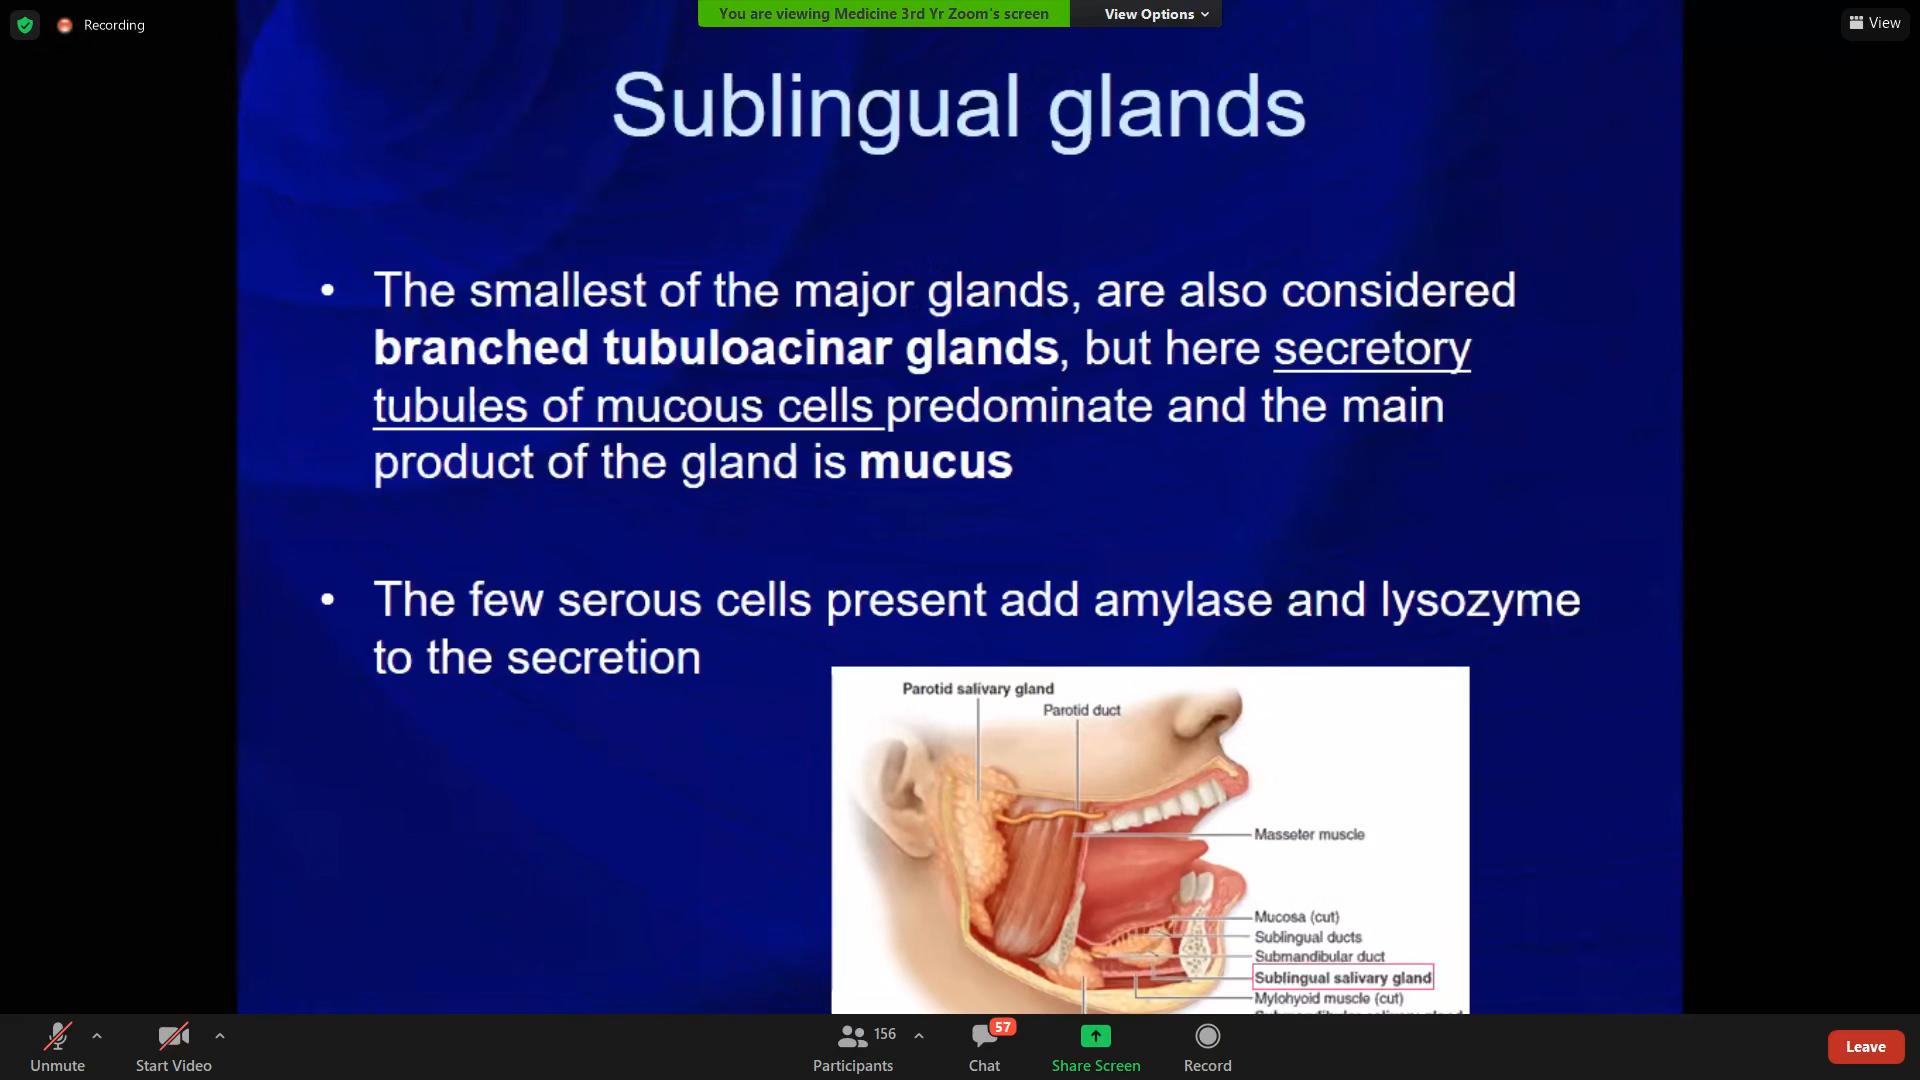 Recording
You are viewing Medicine 3rd Yr Zoom's screen
View Options
View
Sublingual glands
• The smallest of the major glands, are also considered
branched tubuloacinar glands, but here secretory
tubules of mucous cells predominate and the main
product of the gland is mucus
• The few serous cells present add amylase and lysozyme
to the secretion
Parotid salivary gland
Parotid duct
Masseter muscle
Mucosa (cut)
Sublingual ducts
Submandibular duct
Sublingual salivary gland
Mylohyoid muscle (cut)
Unmute
Start Video
156
Participants
57
Chat
Share Screen
Record
Leave